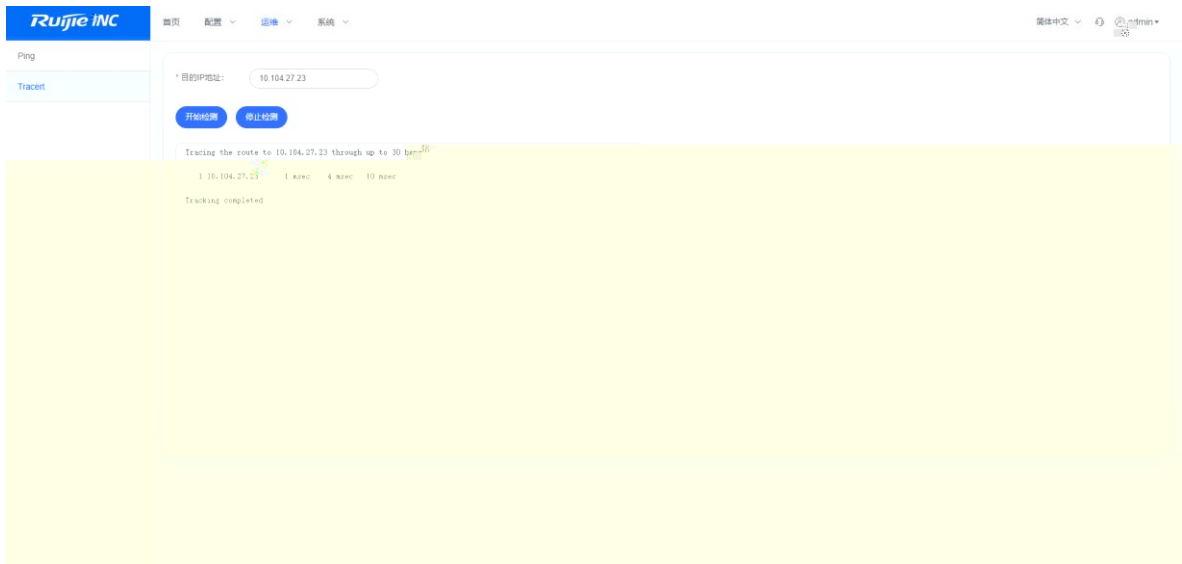 Ruijie INC
首页 配置 运维 系统 简体中文 admin
Ping
Tracert
* 目的IP地址: 10.104.27.23
开始检测 停止检测
Tracing the route to 10.104.27.23 through up to 30
1 10.104.27.23 1 msec 4 msec 10 msec
Tracking completed